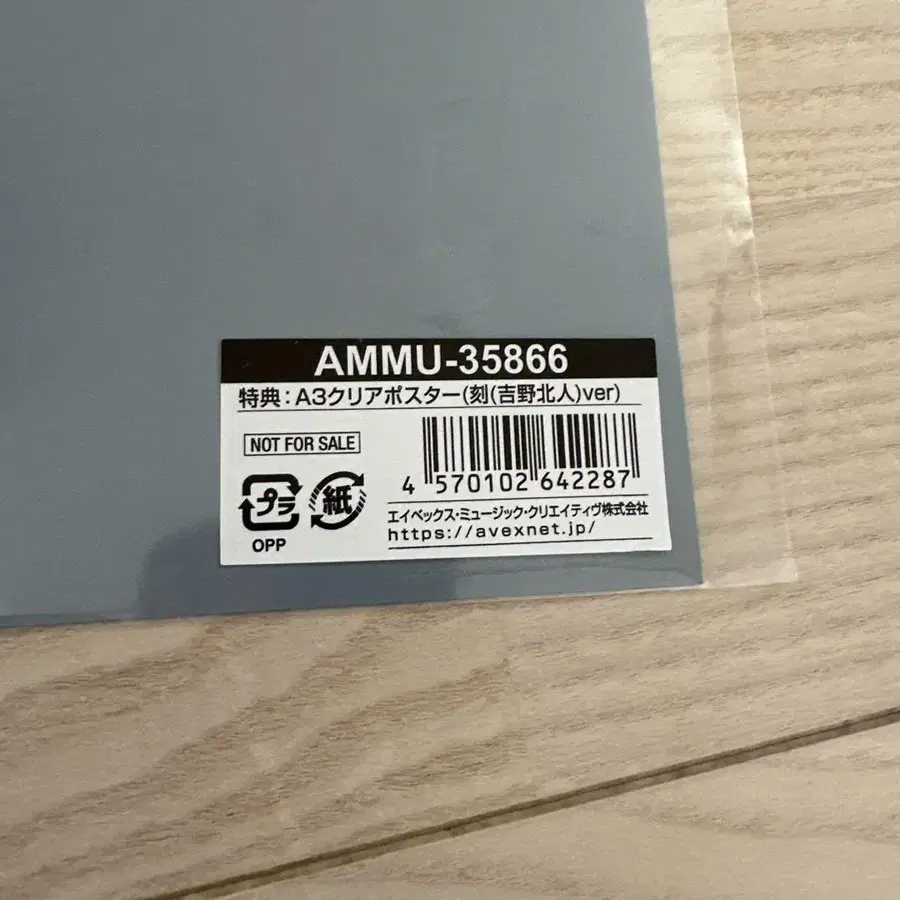 AMMU-35866
特典:A3クリアポスター(刻(吉野北人)ver)
NOT FOR SALE
4 570102 642287
プラ
紙
OPP
エイベックス・ミュージック・クリエイティヴ株式会社
https://avexnet.jp/